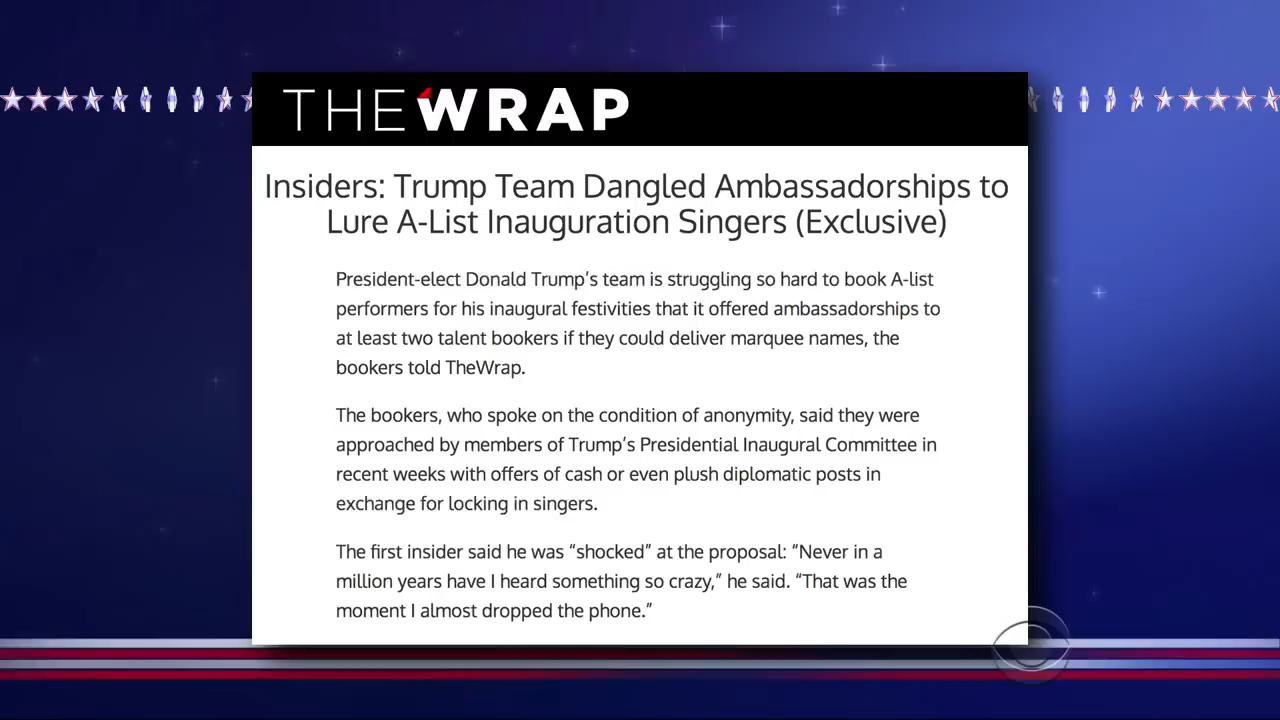 THEWRAP
Insiders: Trump Team Dangled Ambassadorships to
Lure A-List Inauguration Singers (Exclusive)
President-elect Donald Trump’s team is struggling so hard to book A-list
performers for his inaugural festivities that it offered ambassadorships to
at least two talent bookers if they could deliver marquee names, the
bookers told TheWrap.
The bookers, who spoke on the condition of anonymity, said they were
approached by members of Trump’s Presidential Inaugural Committee in
recent weeks with offers of cash or even plush diplomatic posts in
exchange for locking in singers.
The first insider said he was “shocked” at the proposal: “Never in a
million years have I heard something so crazy,” he said. “That was the
moment I almost dropped the phone.”